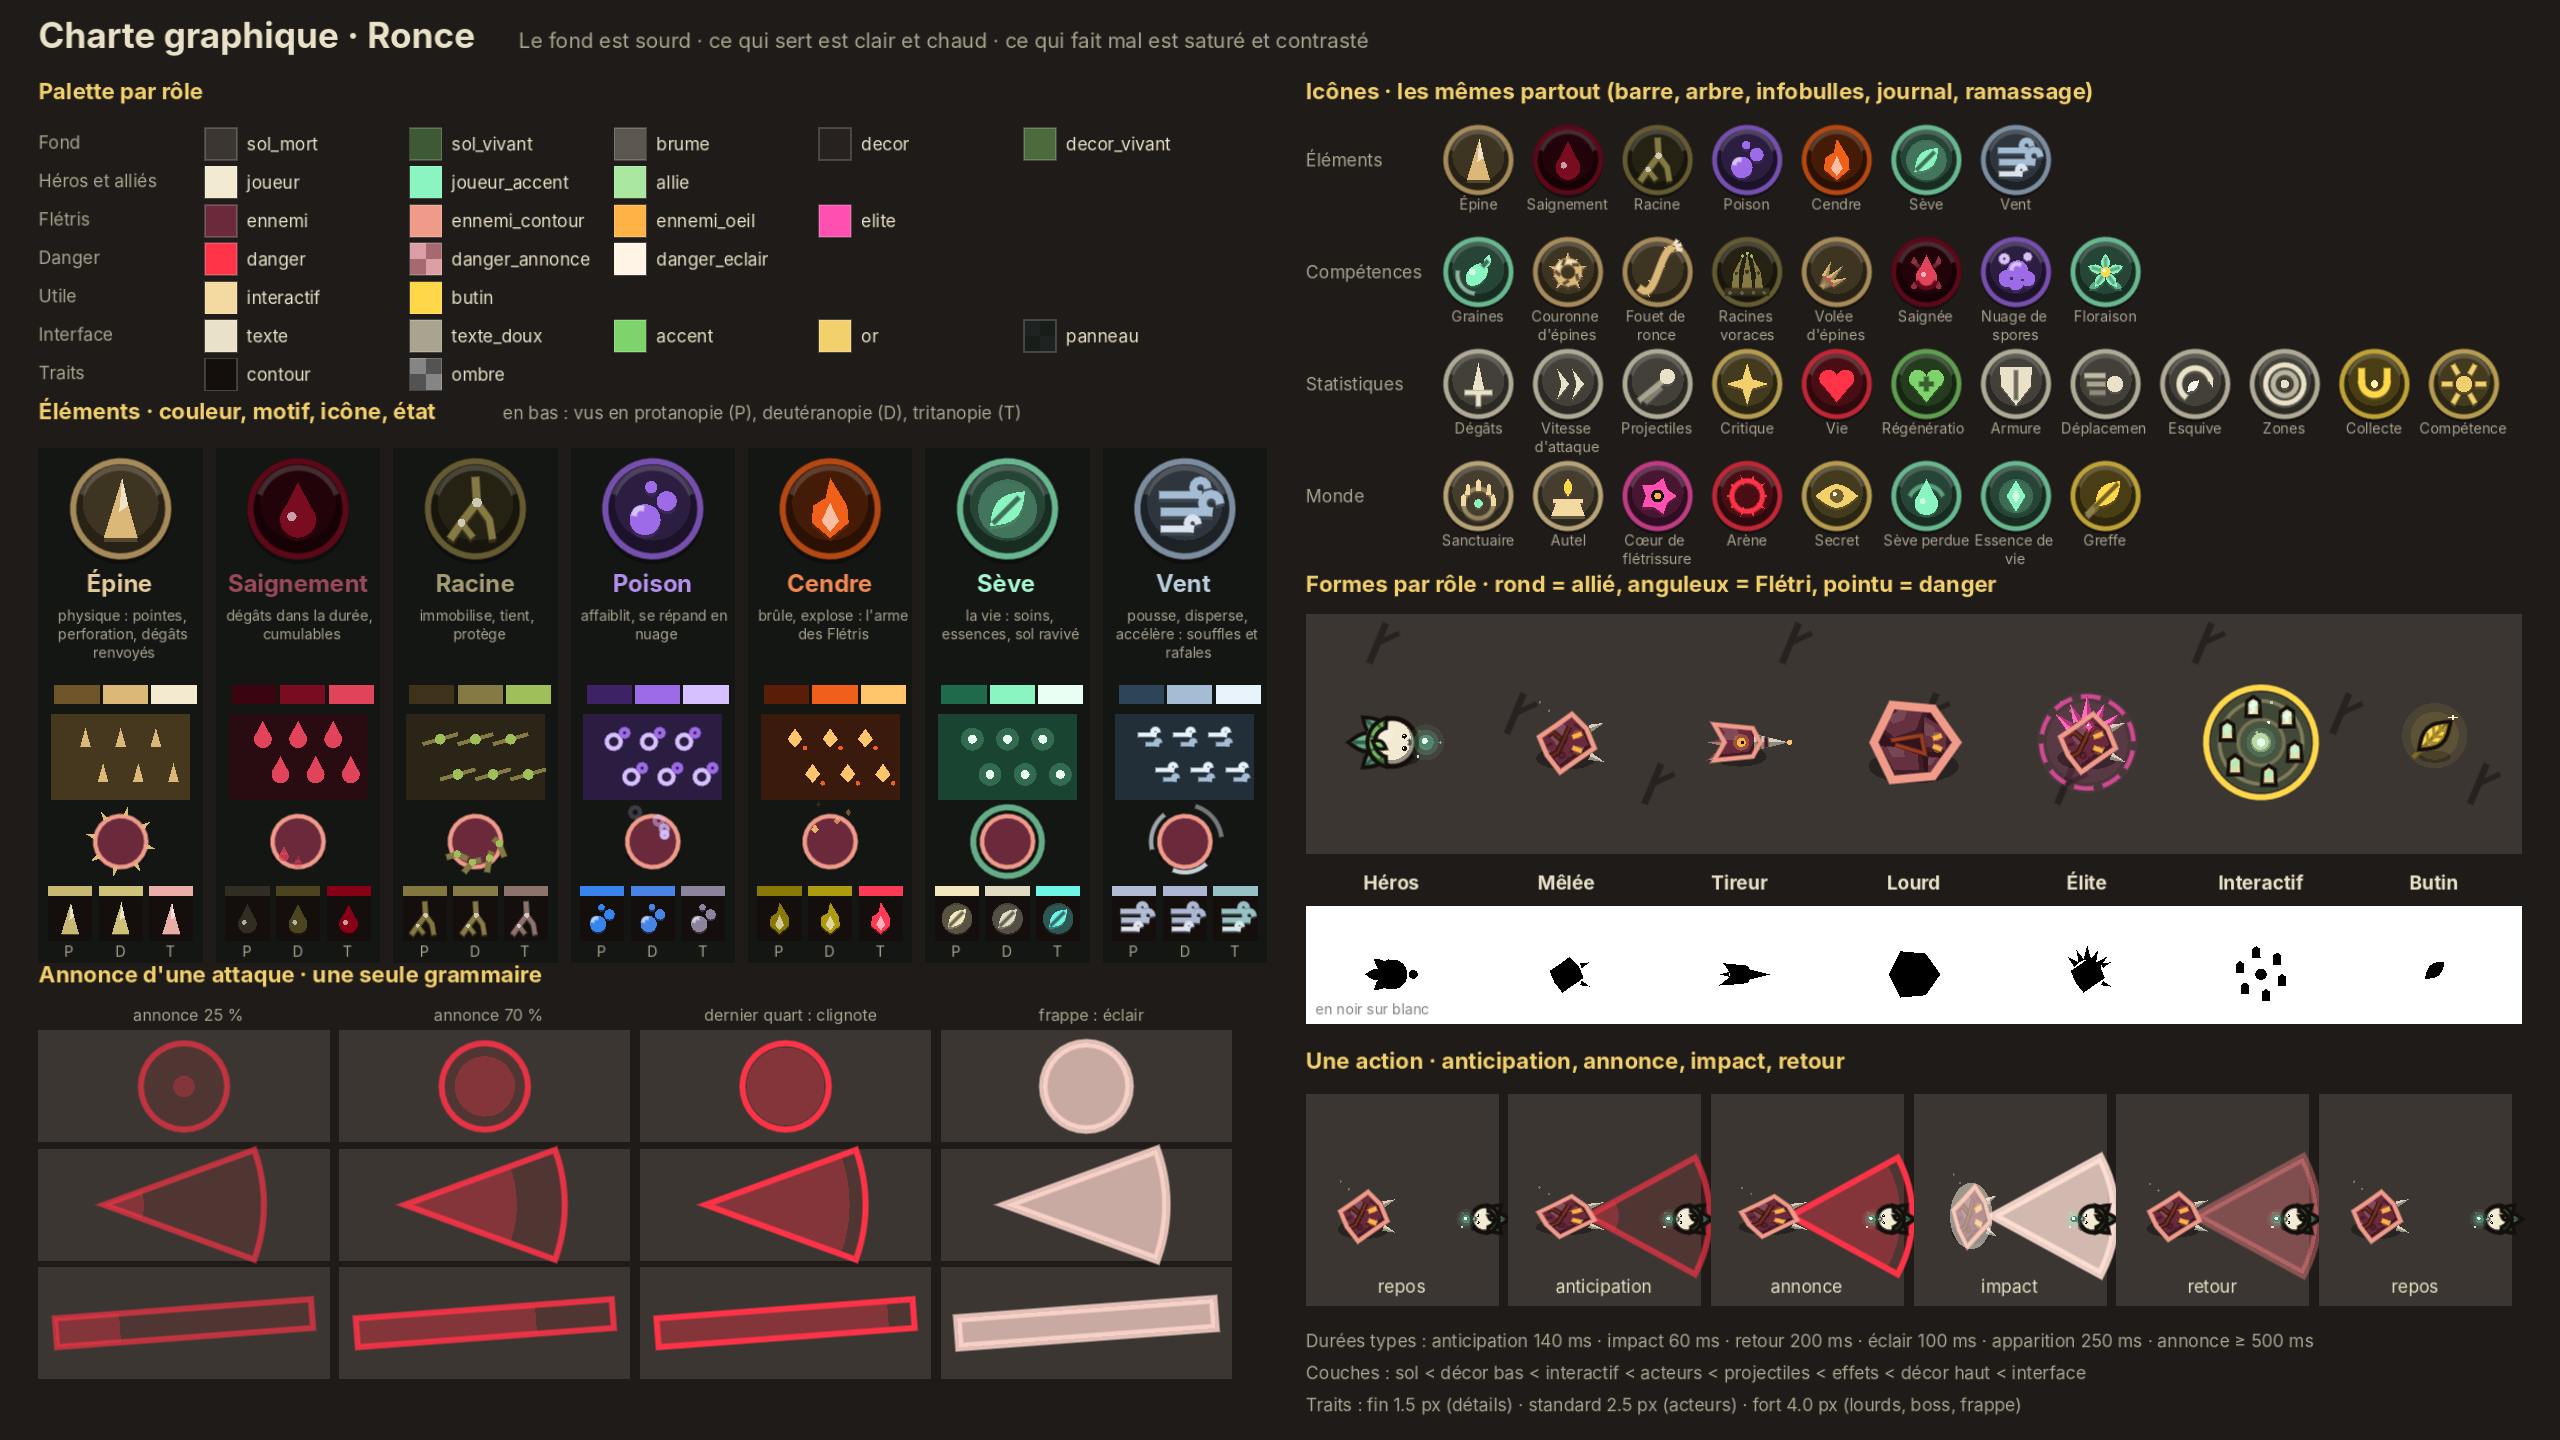 Charte graphique · Ronce
Le fond est sourd · ce qui sert est clair et chaud · ce qui fait mal est saturé et contrasté
Palette par rôle
Fond sol_mort sol_vivant brume decor decor_vivant
Héros et alliés joueur joueur_accent allie
Flétris ennemi ennemi_contour ennemi_oeil elite
Danger danger danger_annonce danger_eclair
Utile interactif butin
Interface texte texte_doux accent or panneau
Traits contour ombre
Éléments · couleur, motif, icône, état
en bas : vus en protanopie (P), deutéranopie (D), tritanopie (T)
Épine
physique : pointes,
perforation, dégâts
renvoyés
P D T
Saignement
dégâts dans la durée,
cumulables
P D T
Racine
immobilise, tient,
protège
P D T
Poison
affaiblit, se répand en
nuage
P D T
Cendre
brûle, explose : l'arme
des Flétris
P D T
Sève
la vie : soins,
essences, sol ravivé
P D T
Vent
pousse, disperse,
accélère : souffles et
rafales
P D T
Annonce d'une attaque · une seule grammaire
annonce 25 % annonce 70 % dernier quart : clignote frappe : éclair
Icônes · les mêmes partout (barre, arbre, infobulles, journal, ramassage)
Éléments
Épine Saignement Racine Poison Cendre Sève Vent
Compétences
Graines Couronne Fouet de Racines Volée Saignée Nuage de Floraison
d'épines ronce voraces d'épines spores
Statistiques
Dégâts Vitesse Projectiles Critique Vie Régénératio Armure Déplacemen Esquive Zones Collecte Compétence
d'attaque
Monde
Sanctuaire Autel Cœur de Arène Secret Sève perdue Essence de Greffe
flétrissure vie
Formes par rôle · rond = allié, anguleux = Flétri, pointu = danger
Héros Mêlée Tireur Lourd Élite Interactif Butin
en noir sur blanc
Une action · anticipation, annonce, impact, retour
repos anticipation annonce impact retour repos
Durées types : anticipation 140 ms · impact 60 ms · retour 200 ms · éclair 100 ms · apparition 250 ms · annonce ≥ 500 ms
Couches : sol < décor bas < interactif < acteurs < projectiles < effets < décor haut < interface
Traits : fin 1.5 px (détails) · standard 2.5 px (acteurs) · fort 4.0 px (lourds, boss, frappe)